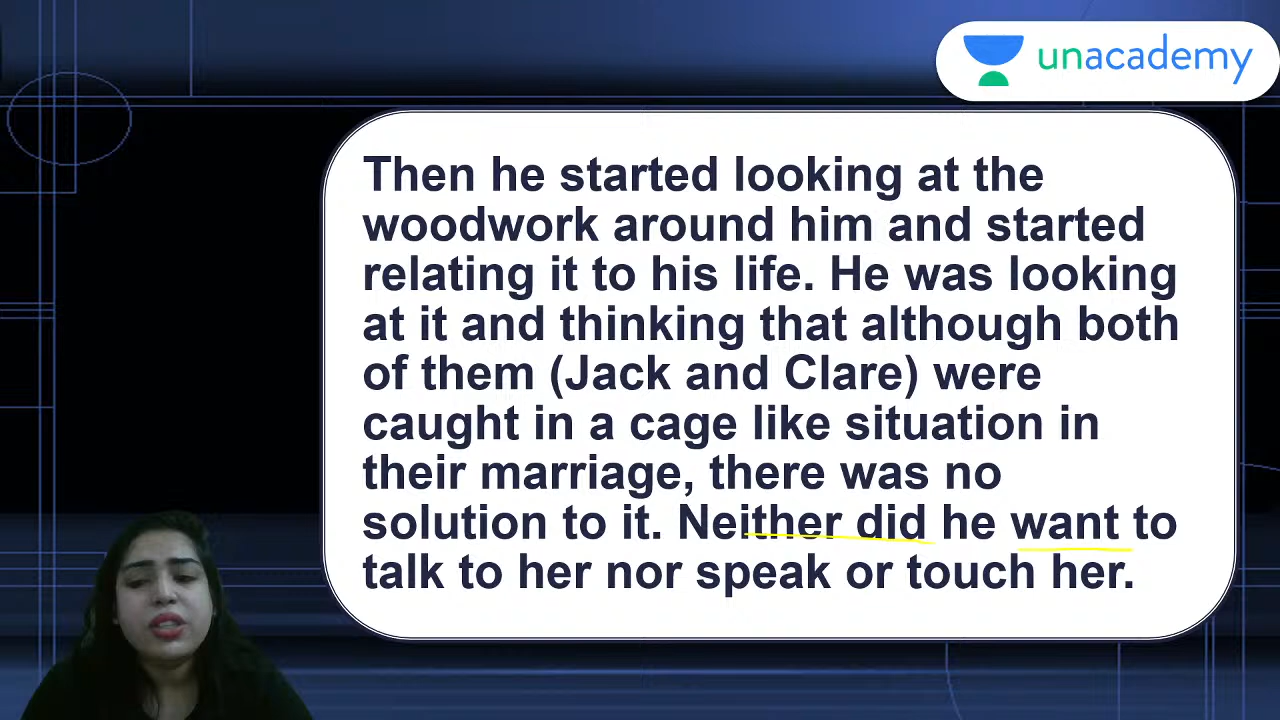 unacademy
Then he started looking at the
woodwork around him and started
relating it to his life. He was looking
at it and thinking that although both
of them (Jack and Clare) were
caught in a cage like situation in
their marriage, there was no
solution to it. Neither did he want to
talk to her nor speak or touch her.